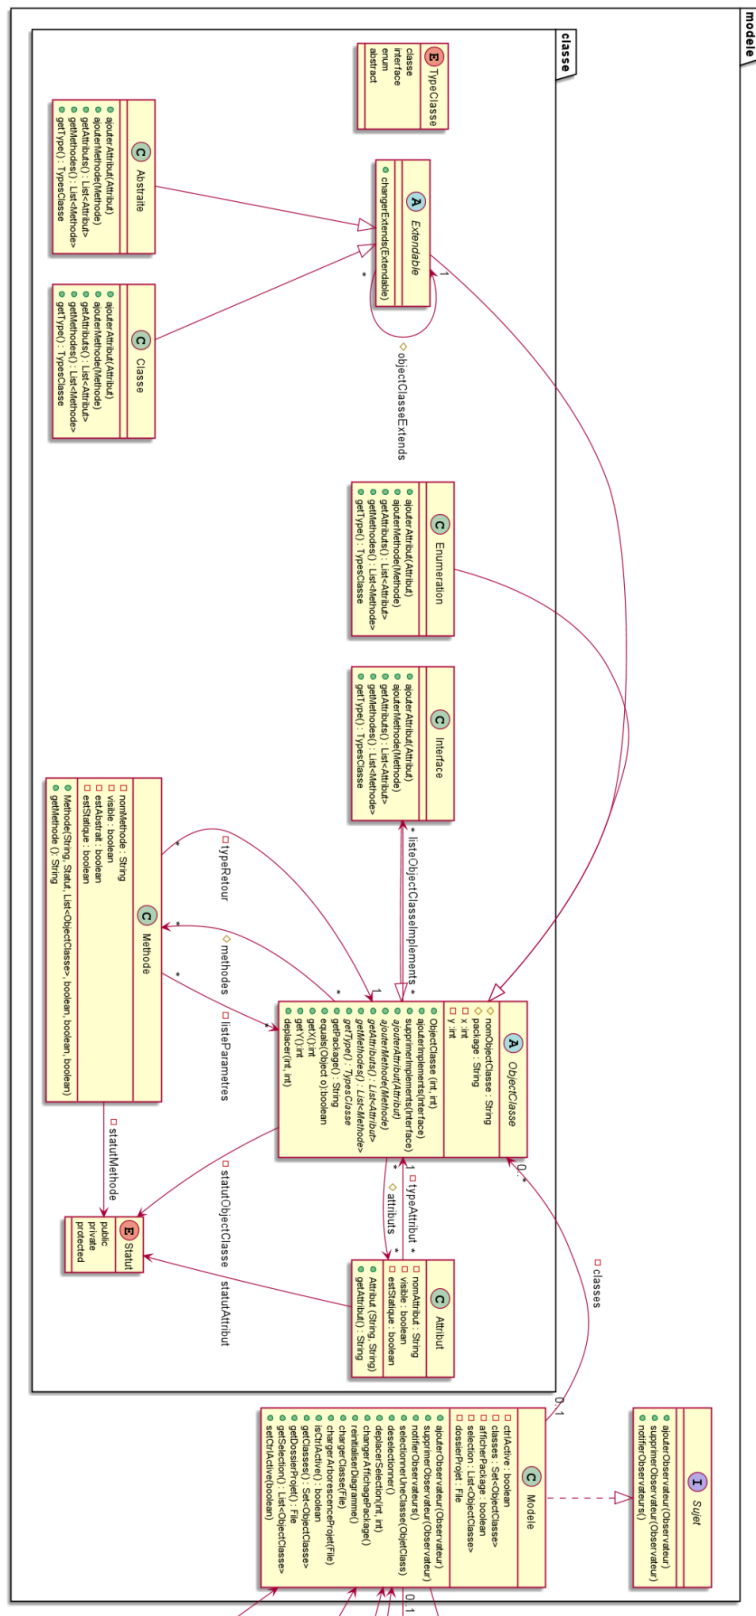 modele
classe
E TypeClasse
classe
interface
enum
abstract
A Extendable
changerExtends(Extendable)
1
*
objectClasseExtends
C Abstraite
ajouterAttribut(Attribut)
ajouterMethode(Methode)
getAttributs() : List<Attribut>
getMethodes() : List<Methode>
getType() : TypesClasse
C Classe
ajouterAttribut(Attribut)
ajouterMethode(Methode)
getAttributs() : List<Attribut>
getMethodes() : List<Methode>
getType() : TypesClasse
C Enumeration
ajouterAttribut(Attribut)
ajouterMethode(Methode)
getAttributs() : List<Attribut>
getMethodes() : List<Methode>
getType() : TypesClasse
C Interface
ajouterAttribut(Attribut)
ajouterMethode(Methode)
getAttributs() : List<Attribut>
getMethodes() : List<Methode>
getType() : TypesClasse
* listeObjectClasseImplements *
C Methode
nomMethode : String
visible : boolean
estAbstrait : boolean
estStatique : boolean
Methode(String, Statut, List<ObjectClasse>, boolean, boolean, boolean)
getMethode () : String
* typeRetour 1
* methodes *
* listeParametres *
A ObjectClasse
nomObjectClasse : String
package : String
x :int
y :int
ObjectClasse (int, int)
ajouterImplements(Interface)
supprimerImplements(Interface)
ajouterAttribut(Attribut)
ajouterMethode(Methode)
getAttributs() : List<Attribut>
getMethodes() : List<Methode>
getType() : TypesClasse
getPackage() : String
equals(Object o):boolean
getX():int
getY():int
deplacer(int, int)
statutMethode
statutObjectClasse
statutAttribut
1 typeAttribut *
* attributs *
E Statut
public
private
protected
C Attribut
nomAttribut : String
visible : boolean
estStatique : boolean
Attribut (String, String)
getAttribut() : String
0..*
classes
0..1
I Sujet
ajouterObservateur(Observateur)
supprimerObservateur(Observateur)
notifierObservateurs()
C Modele
ctrlActive : boolean
classes : Set<ObjectClasse>
afficherPackage : boolean
selection : List<ObjectClasse>
dossierProjet : File
ajouterObservateur(Observateur)
supprimerObservateur(Observateur)
notifierObservateurs()
selectionnerUneClasse(ObjetClass)
deselectionner()
deplacerSelection(int, int)
changerAffichagePackage()
reinitialiserDiagramme()
chargerClasse(File)
chargerArborescenceProjet(File)
isCtrlActive() : boolean
getClasses() : Set<ObjectClasse>
getDossierProjet() : File
getSelection() : List<ObjectClasse>
setCtrlActive(boolean)
0..1